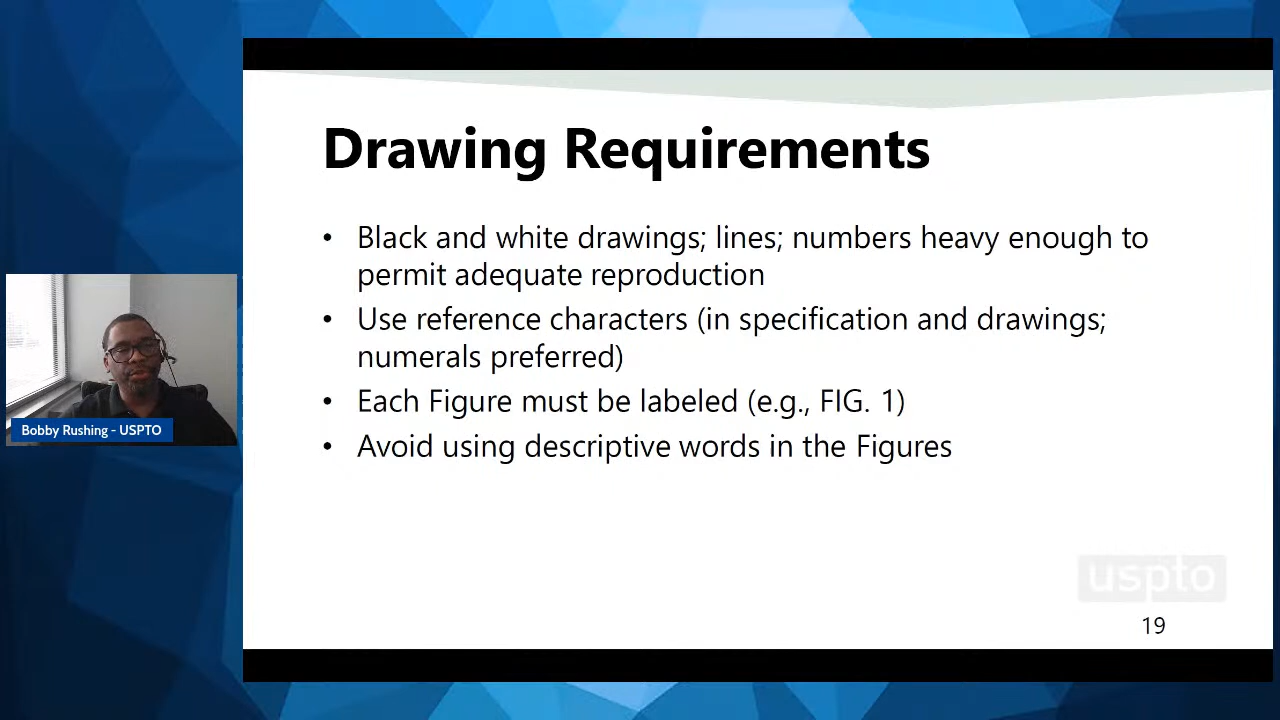 Drawing Requirements
• Black and white drawings; lines; numbers heavy enough to
permit adequate reproduction
• Use reference characters (in specification and drawings;
numerals preferred)
• Each Figure must be labeled (e.g., FIG. 1)
• Avoid using descriptive words in the Figures
Bobby Rushing - USPTO
uspto
19